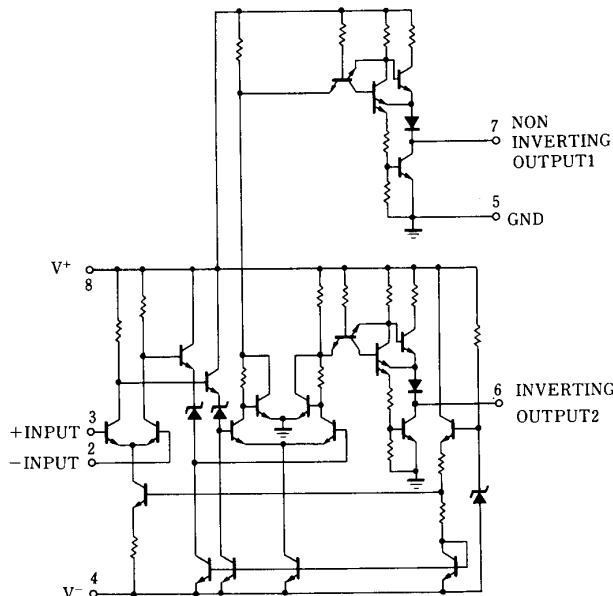 7 NON
INVERTING
OUTPUT1
5
GND
V+
8
6 INVERTING
OUTPUT2
3
+INPUT
2
−INPUT
4
V−